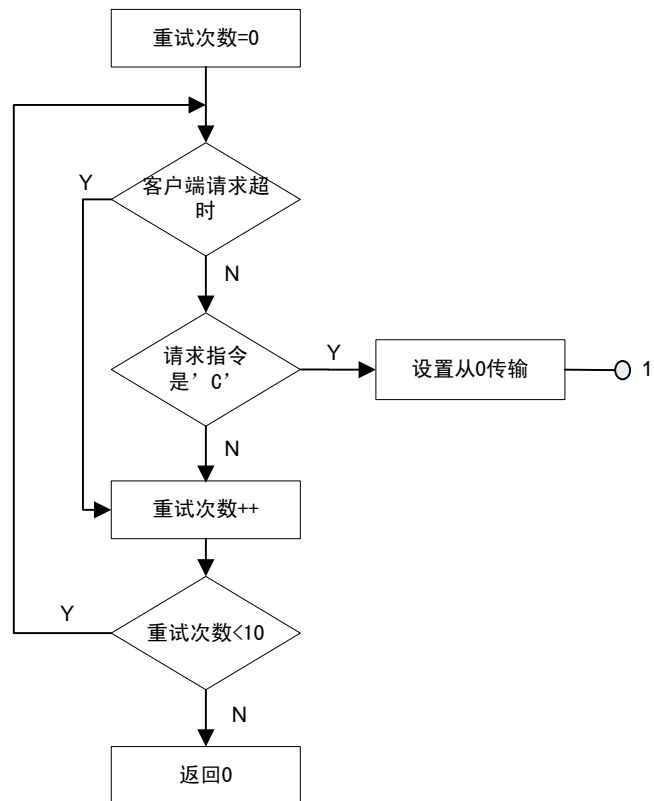 重试次数=0
Y
客户端请求超
时
N
请求指令
是’C’
Y
设置从0传输
1
N
重试次数++
Y
重试次数<10
N
返回0